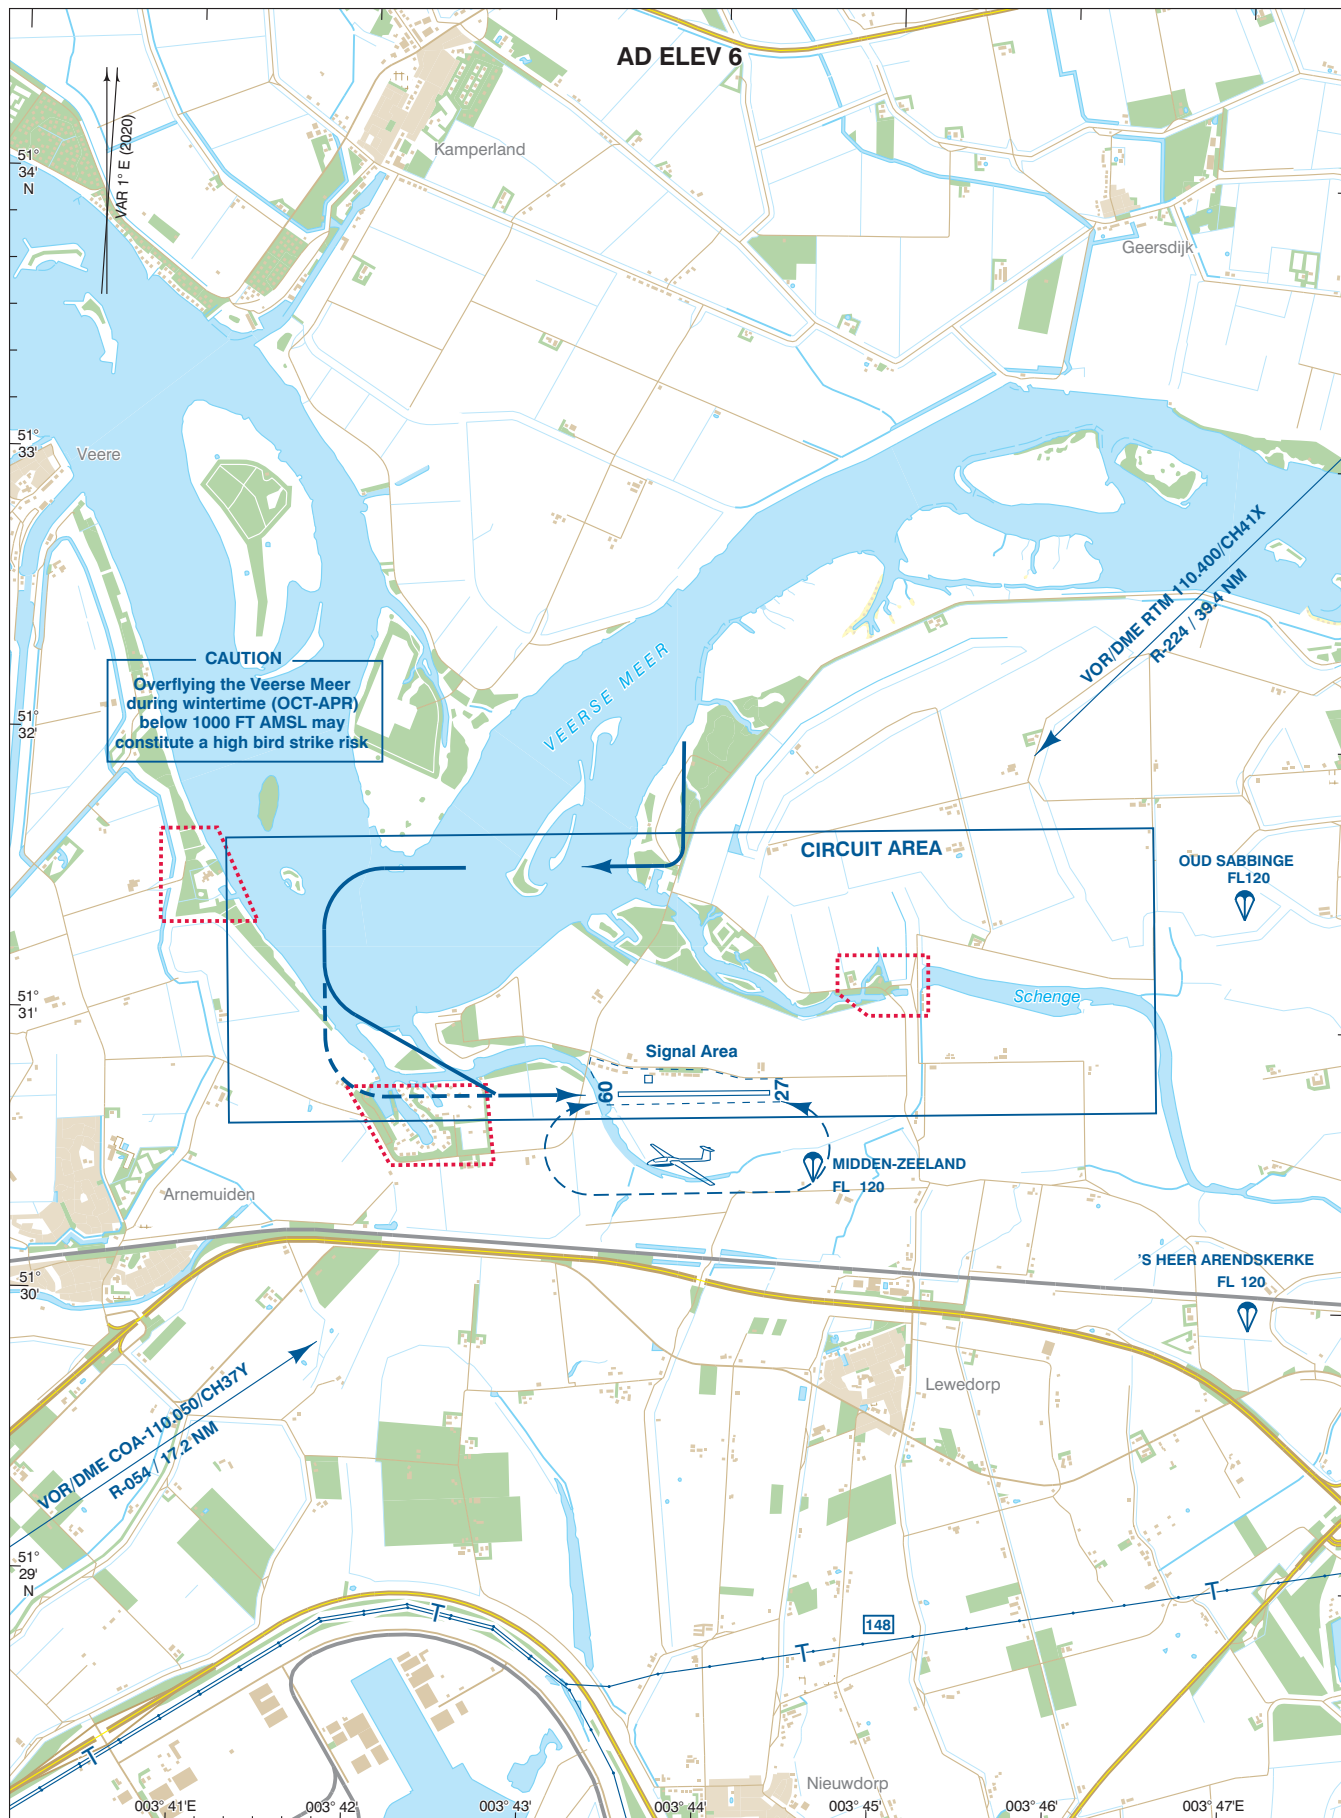 AD ELEV 6
Kamperland
VAR 1° E (2020)
51°
34'
N
Geersdijk
51°
33'
Veere
VOR/DME RTM 110.400/CH41X
R-224 / 39.4 NM
CAUTION
Overflying the Veerse Meer
during wintertime (OCT-APR)
below 1000 FT AMSL may
constitute a high bird strike risk
VEERSE MEER
51°
32'
CIRCUIT AREA
OUD SABBINGE
FL120
51°
31'
Schenge
Signal Area
09
27
MIDDEN-ZEELAND
FL 120
Arnemuiden
51°
30'
'S HEER ARENDSKERKE
FL 120
Lewedorp
VOR/DME COA-110.050/CH37Y
R-054 / 17.2 NM
51°
29'
N
T
T
148
T
T
Nieuwdorp
003° 41'E
003° 42'
003° 43'
003° 44'
003° 45'
003° 46'
003° 47'E